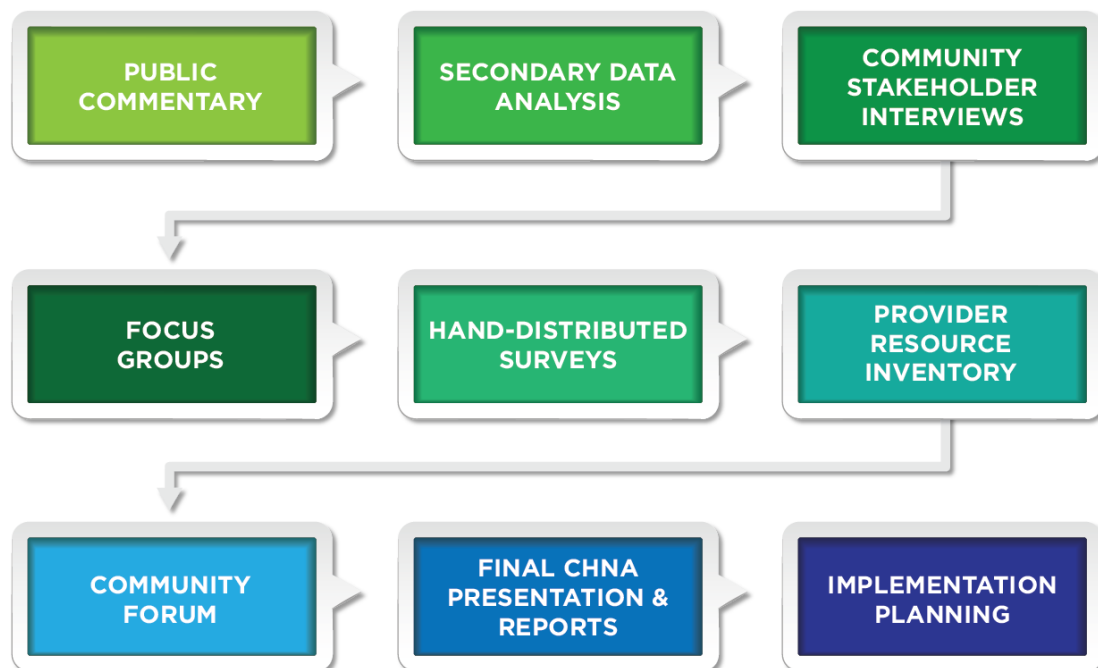 PUBLIC
COMMENTARY
SECONDARY DATA
ANALYSIS
COMMUNITY
STAKEHOLDER
INTERVIEWS
FOCUS
GROUPS
HAND-DISTRIBUTED
SURVEYS
PROVIDER
RESOURCE
INVENTORY
COMMUNITY
FORUM
FINAL CHNA
PRESENTATION &
REPORTS
IMPLEMENTATION
PLANNING